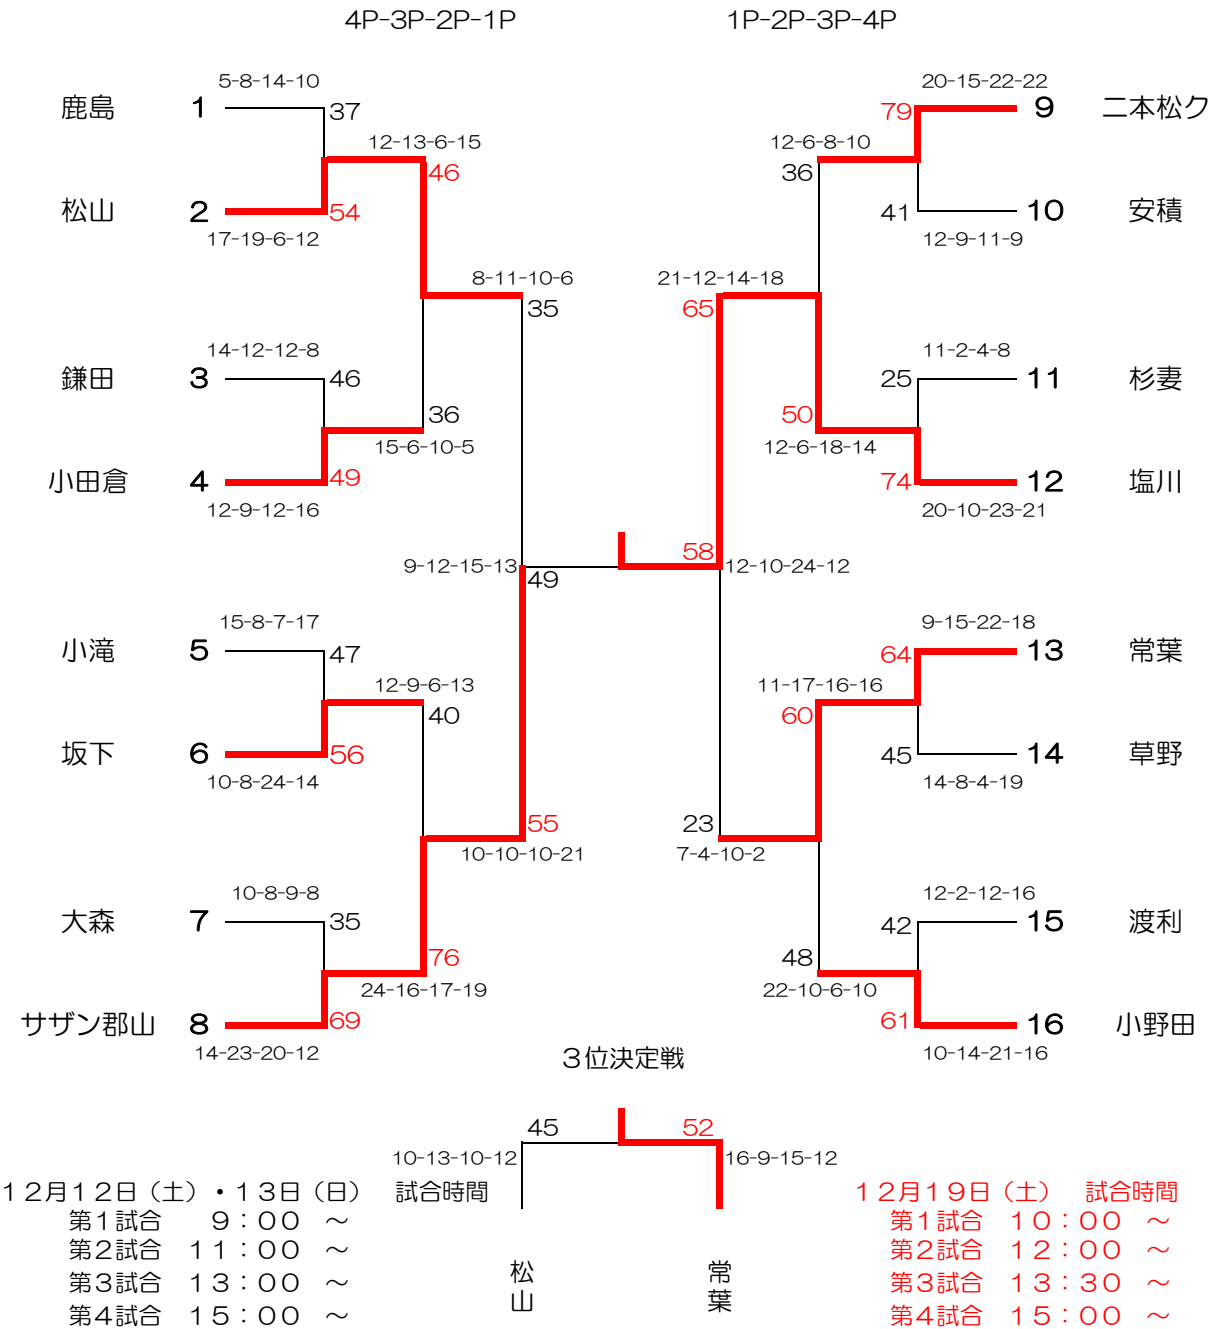 4P-3P-2P-1P 1P-2P-3P-4P
5-8-14-10 20-15-22-22
鹿島 1 37 79 9 二本松ク
12-13-6-15 12-6-8-10
46 36
松山 2 54 41 10 安積
17-19-6-12 12-9-11-9
8-11-10-6 21-12-14-18
35 65
14-12-12-8 11-2-4-8
鎌田 3 46 25 11 杉妻
36 50
15-6-10-5 12-6-18-14
小田倉 4 49 74 12 塩川
12-9-12-16 20-10-23-21
58
9-12-15-13 49 12-10-24-12
15-8-7-17 9-15-22-18
小滝 5 47 64 13 常葉
12-9-6-13 11-17-16-16
40 60
坂下 6 56 45 14 草野
10-8-24-14 14-8-4-19
55 23
10-10-10-21 7-4-10-2
10-8-9-8 12-2-12-16
大森 7 35 42 15 渡利
76 48
24-16-17-19 22-10-6-10
サザン郡山 8 69 61 16 小野田
14-23-20-12 10-14-21-16
３位決定戦
45 52
10-13-10-12 16-9-15-12
１２月１２日（土）・１３日（日） 試合時間 １２月１９日（土） 試合時間
第１試合 ９：００ ～ 第１試合 １０：００ ～
第２試合 １１：００ ～ 第２試合 １２：００ ～
第３試合 １３：００ ～ 松山 常葉 第３試合 １３：３０ ～
第４試合 １５：００ ～ 第４試合 １５：００ ～